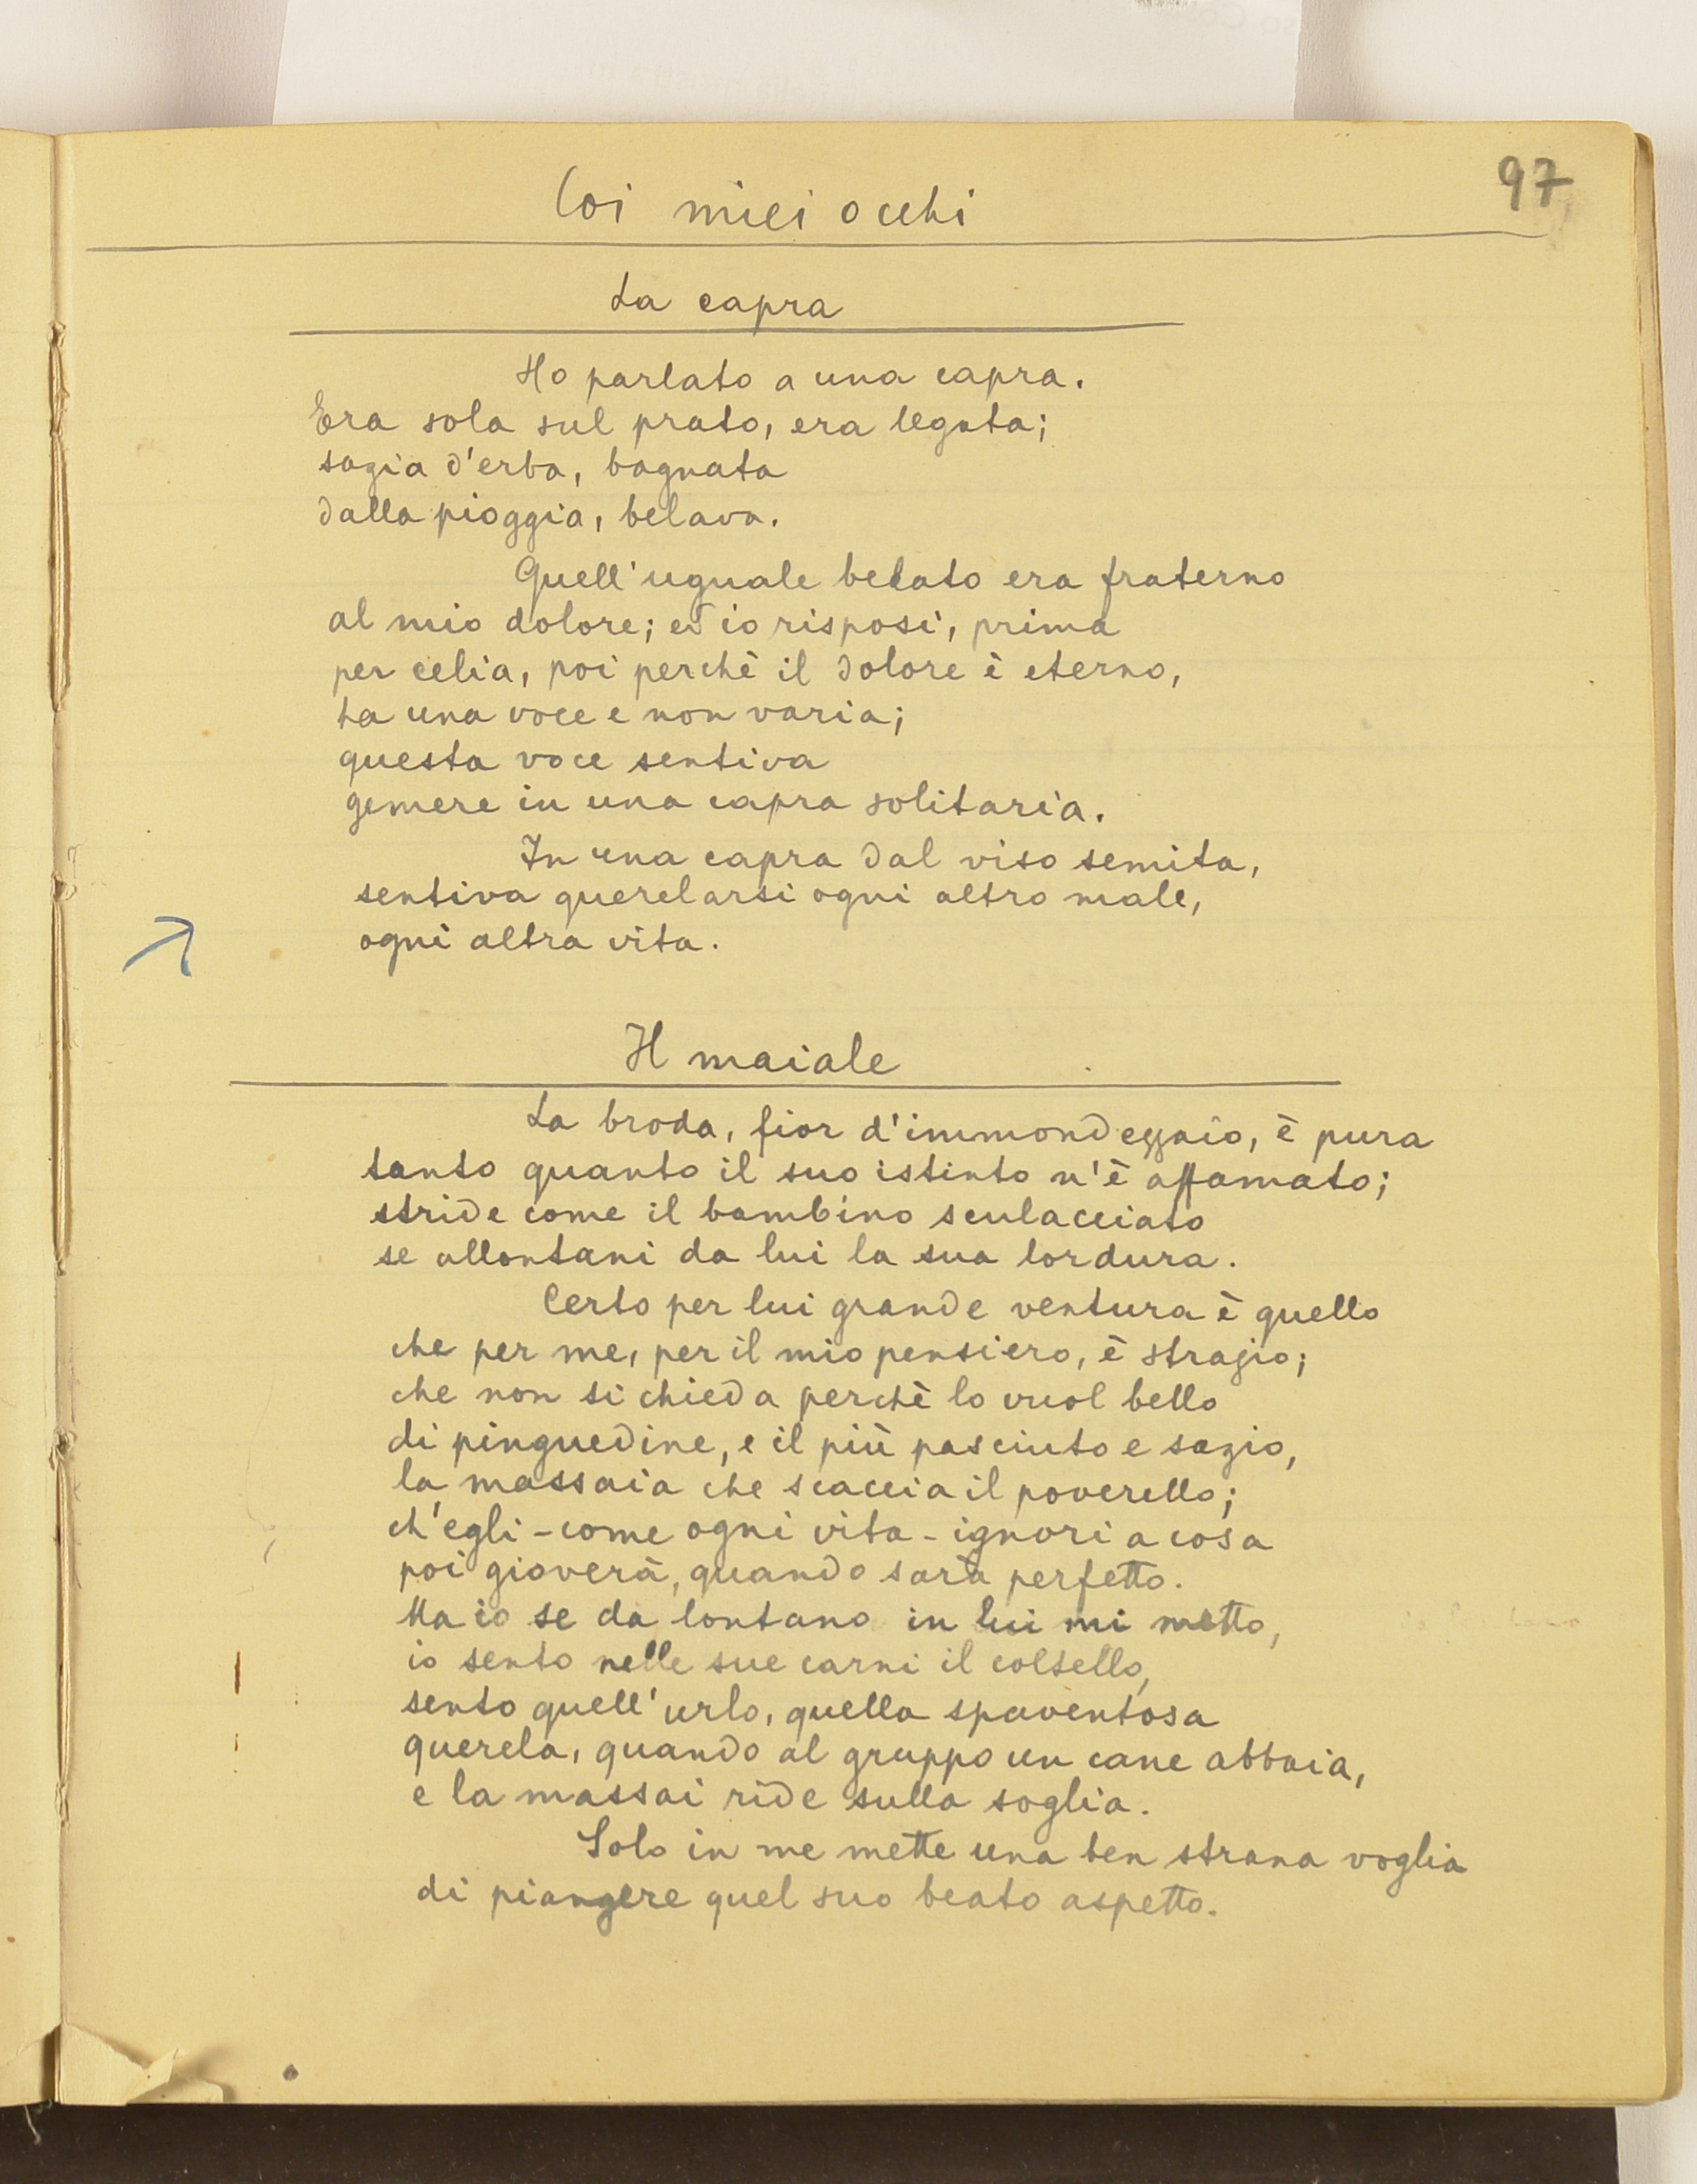 97
Coi miei occhi
La capra
Ho parlato a una capra.
Era sola sul prato, era legata;
sazia d'erba, bagnata
dalla pioggia, belava.
Quell'uguale belato era fraterno
al mio dolore; ed io risposi, prima
per celia, poi perchè il dolore è eterno,
ha una voce e non varia;
questa voce sentiva
gemere in una capra solitaria.
In una capra dal viso semita,
sentiva querelarsi ogni altro male,
ogni altra vita.
Il maiale
La broda, fior d'immondezzaio, è pura
tanto quanto il suo istinto n'è affamato;
stride come il bambino sculacciato
se allontani da lui la sua lordura.
Certo per lui grande ventura è quello
che per me, per il mio pensiero, è strazio;
che non si chieda perchè lo vuol bello
di pinguedine, e il più pasciuto e sazio,
la massaia che scaccia il poverello;
ch'egli - come ogni vita - ignori a cosa
poi gioverà, quando sarà perfetto.
Ma io se da lontano in lui mi metto,
io sento nelle sue carni il coltello,
sento quell'urlo, quella spaventosa
querela, quando al gruppo un cane abbaia,
e la massai ride sulla soglia.
Solo in me mette una ben strana voglia
di piangere quel suo beato aspetto.